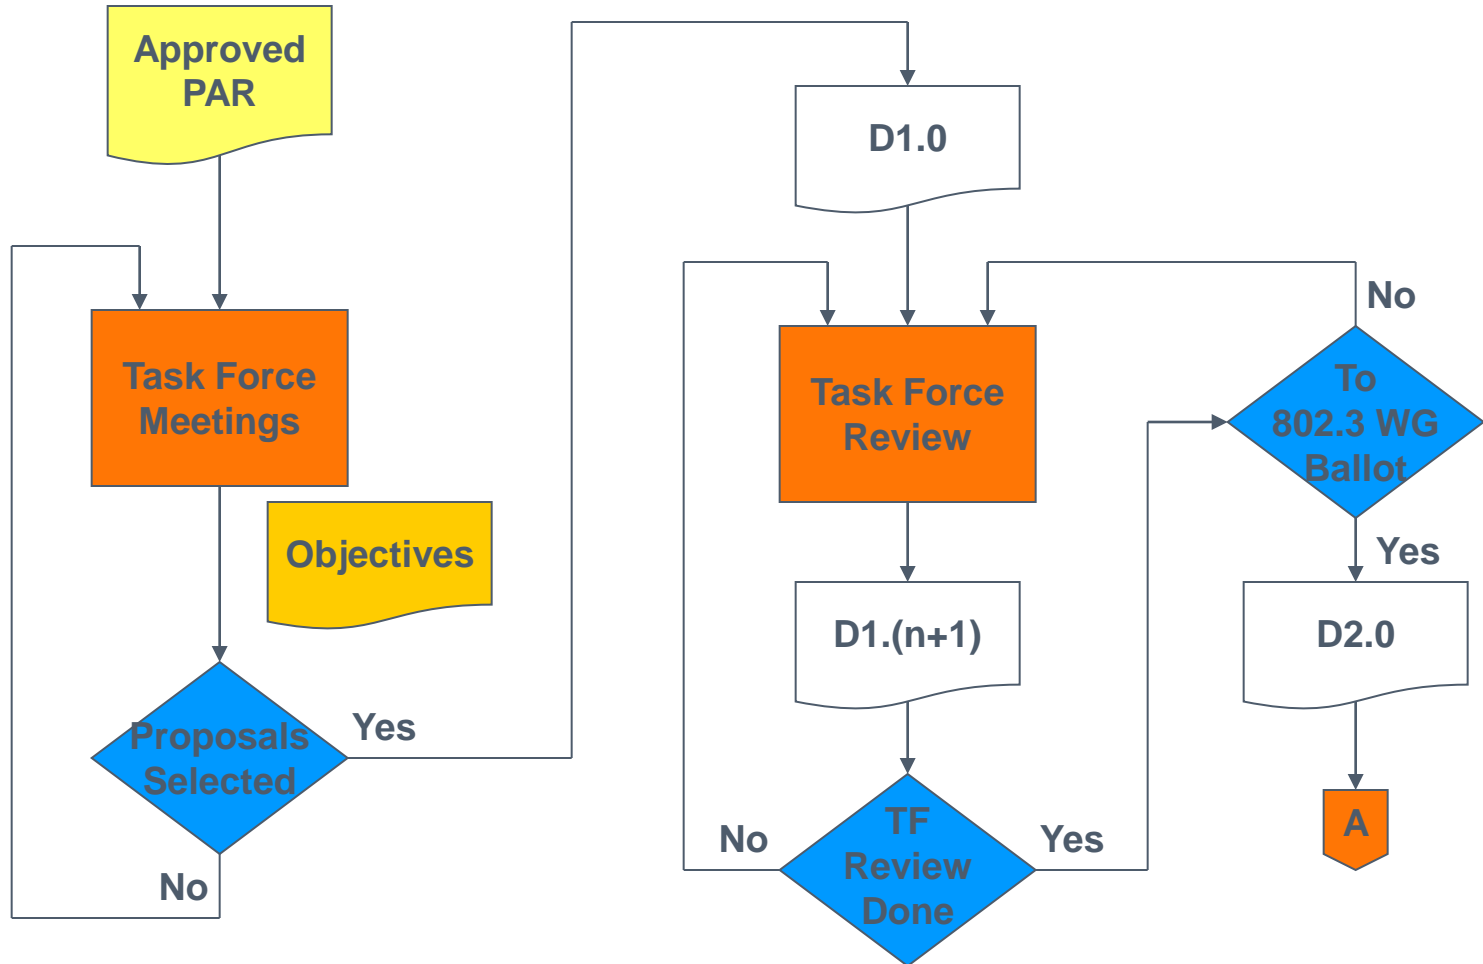 Approved
PAR
Task Force
Meetings
Objectives
Proposals
Selected
Yes
No
D1.0
Task Force
Review
D1.(n+1)
TF
Review
Done
No
Yes
To
802.3 WG
Ballot
No
Yes
D2.0
A